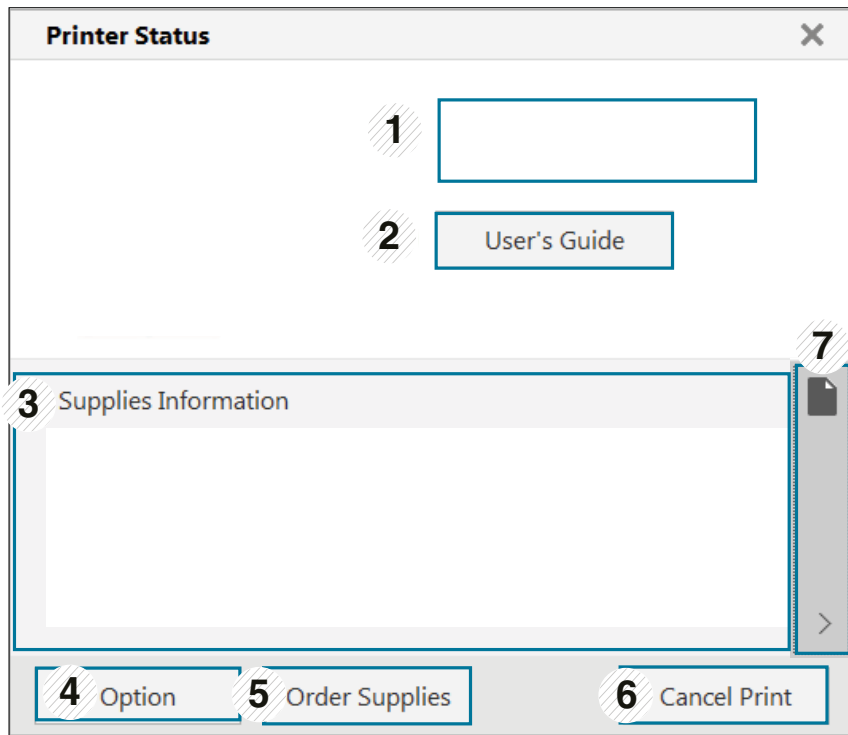 Printer Status
1
2 User's Guide
7
3 Supplies Information
4 Option 5 Order Supplies 6 Cancel Print